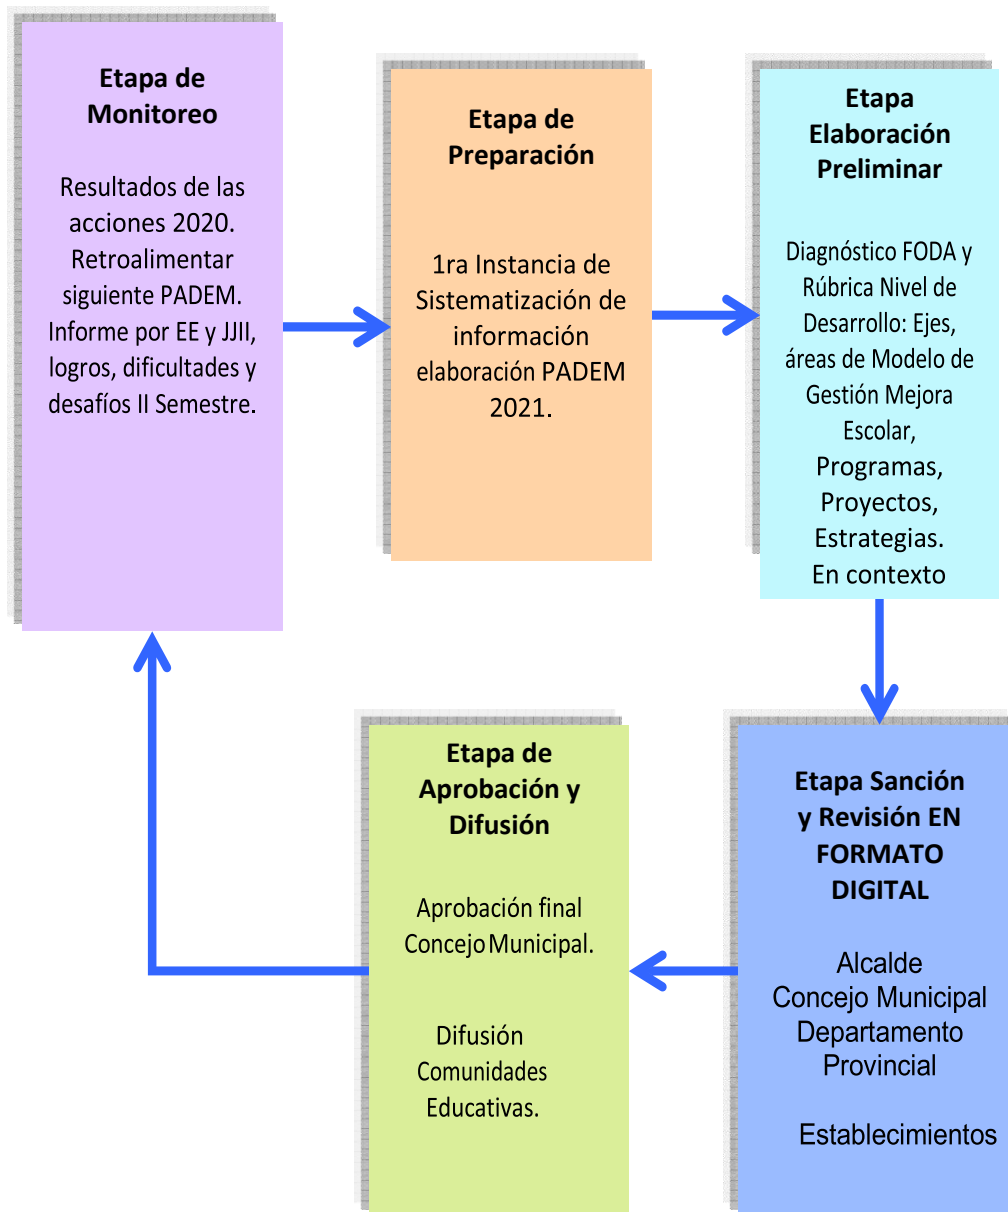 Etapa de
Monitoreo
Resultados de las
acciones 2020.
Retroalimentar
siguiente PADEM.
Informe por EE y JJII,
logros, dificultades y
desafíos II Semestre.
Etapa de
Preparación
1ra Instancia de
Sistematización de
información
elaboración PADEM
2021.
Etapa
Elaboración
Preliminar
Diagnóstico FODA y
Rúbrica Nivel de
Desarrollo: Ejes,
áreas de Modelo de
Gestión Mejora
Escolar,
Programas,
Proyectos,
Estrategias.
En contexto
Etapa Sanción
y Revisión EN
FORMATO
DIGITAL
Alcalde
Concejo Municipal
Departamento
Provincial
Establecimientos
Etapa de
Aprobación y
Difusión
Aprobación final
Concejo Municipal.
Difusión
Comunidades
Educativas.